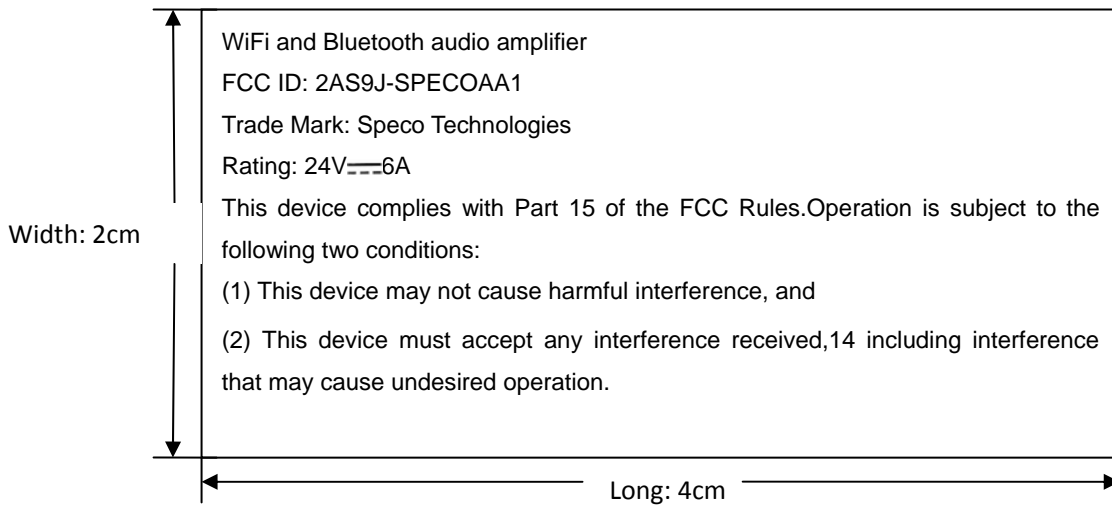 WiFi and Bluetooth audio amplifier
FCC ID: 2AS9J-SPECOAA1
Trade Mark: Speco Technologies
Rating: 24V⎓6A
This device complies with Part 15 of the FCC Rules.Operation is subject to the
following two conditions:
(1) This device may not cause harmful interference, and
(2) This device must accept any interference received,14 including interference
that may cause undesired operation.
Width: 2cm
Long: 4cm